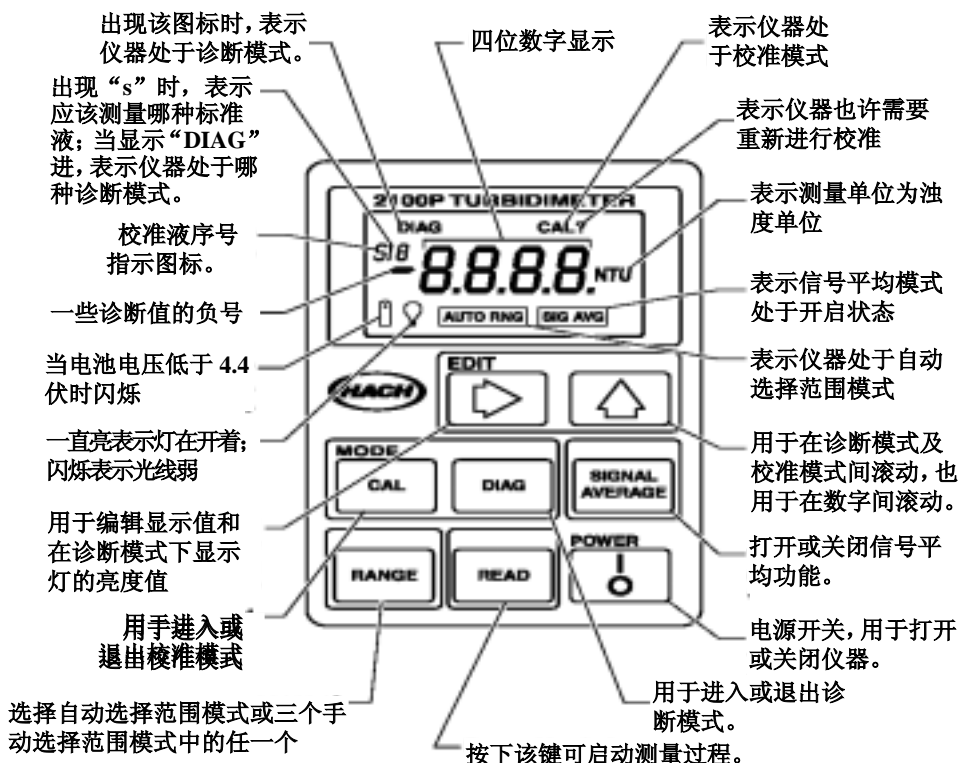 出现该图标时,表示
仪器处于诊断模式。
四位数字显示
表示仪器处
于校准模式
出现“s”时，表示
应该测量哪种标准
液；当显示“DIAG”
进,表示仪器处于哪
种诊断模式。
表示仪器也许需要
重新进行校准
表示测量单位为浊
度单位
校准液序号
指示图标。
表示信号平均模式
处于开启状态
一些诊断值的负号
表示仪器处于自动
选择范围模式
当电池电压低于 4.4
伏时闪烁
一直亮表示灯在开着;
闪烁表示光线弱
用于在诊断模式及
校准模式间滚动,也
用于在数字间滚动。
用于编辑显示值和
在诊断模式下显示
灯的亮度值
打开或关闭信号平
均功能。
用于进入或
退出校准模式
电源开关,用于打开
或关闭仪器。
选择自动选择范围模式或三个手
动选择范围模式中的任一个
用于进入或退出诊
断模式。
按下该键可启动测量过程。
2100P TURBIDIMETER
DIAG CAL?
S18
-8.8.8.8. NTU
AUTO RNG SIG AVG
EDIT
HACH
MODE
CAL DIAG
SIGNAL
AVERAGE
POWER
RANGE READ
I
O